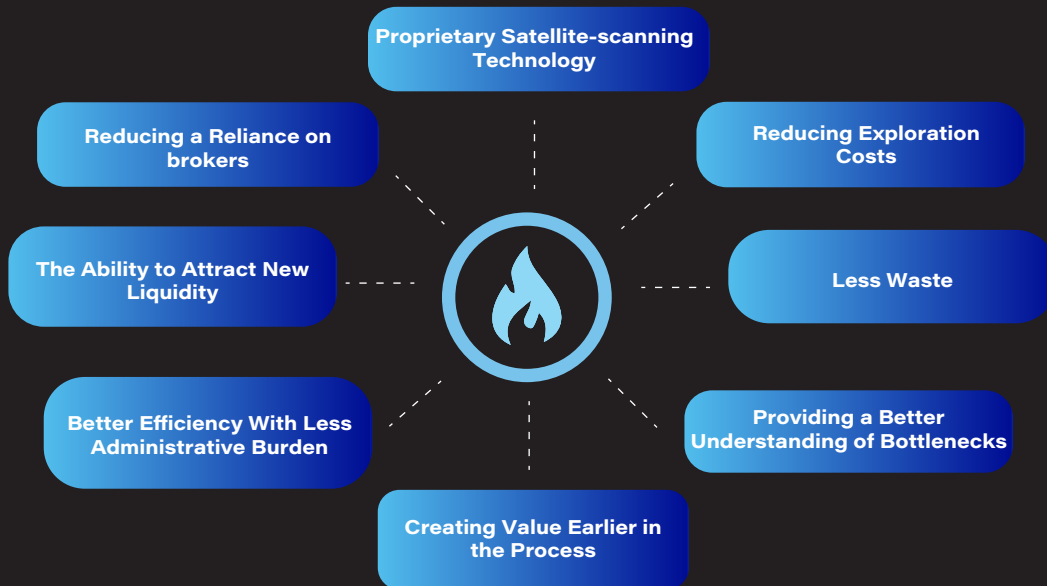 Proprietary Satellite-scanning
Technology
Reducing a Reliance on
brokers
Reducing Exploration
Costs
The Ability to Attract New
Liquidity
Less Waste
Better Efficiency With Less
Administrative Burden
Providing a Better
Understanding of Bottlenecks
Creating Value Earlier in
the Process